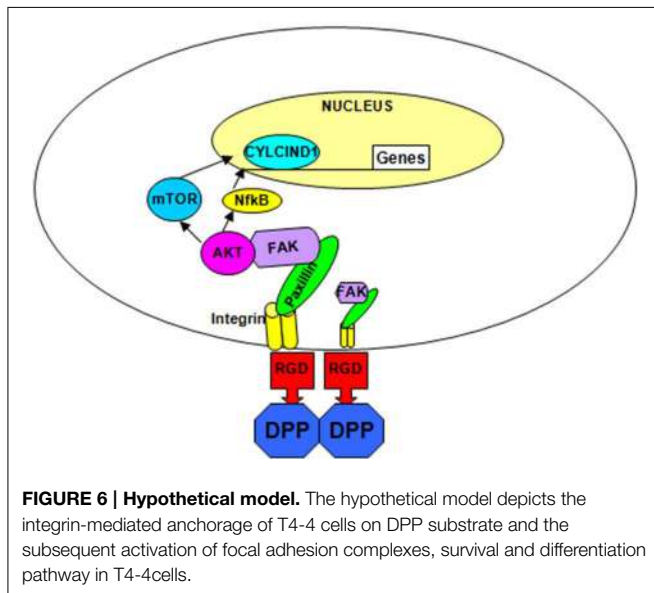 NUCLEUS
CYLCIND1
Genes
mTOR
NfkB
AKT
FAK
Paxillin
FAK
Integrin
RGD
RGD
DPP
DPP
FIGURE 6 | Hypothetical model. The hypothetical model depicts the
integrin-mediated anchorage of T4-4 cells on DPP substrate and the
subsequent activation of focal adhesion complexes, survival and differentiation
pathway in T4-4cells.